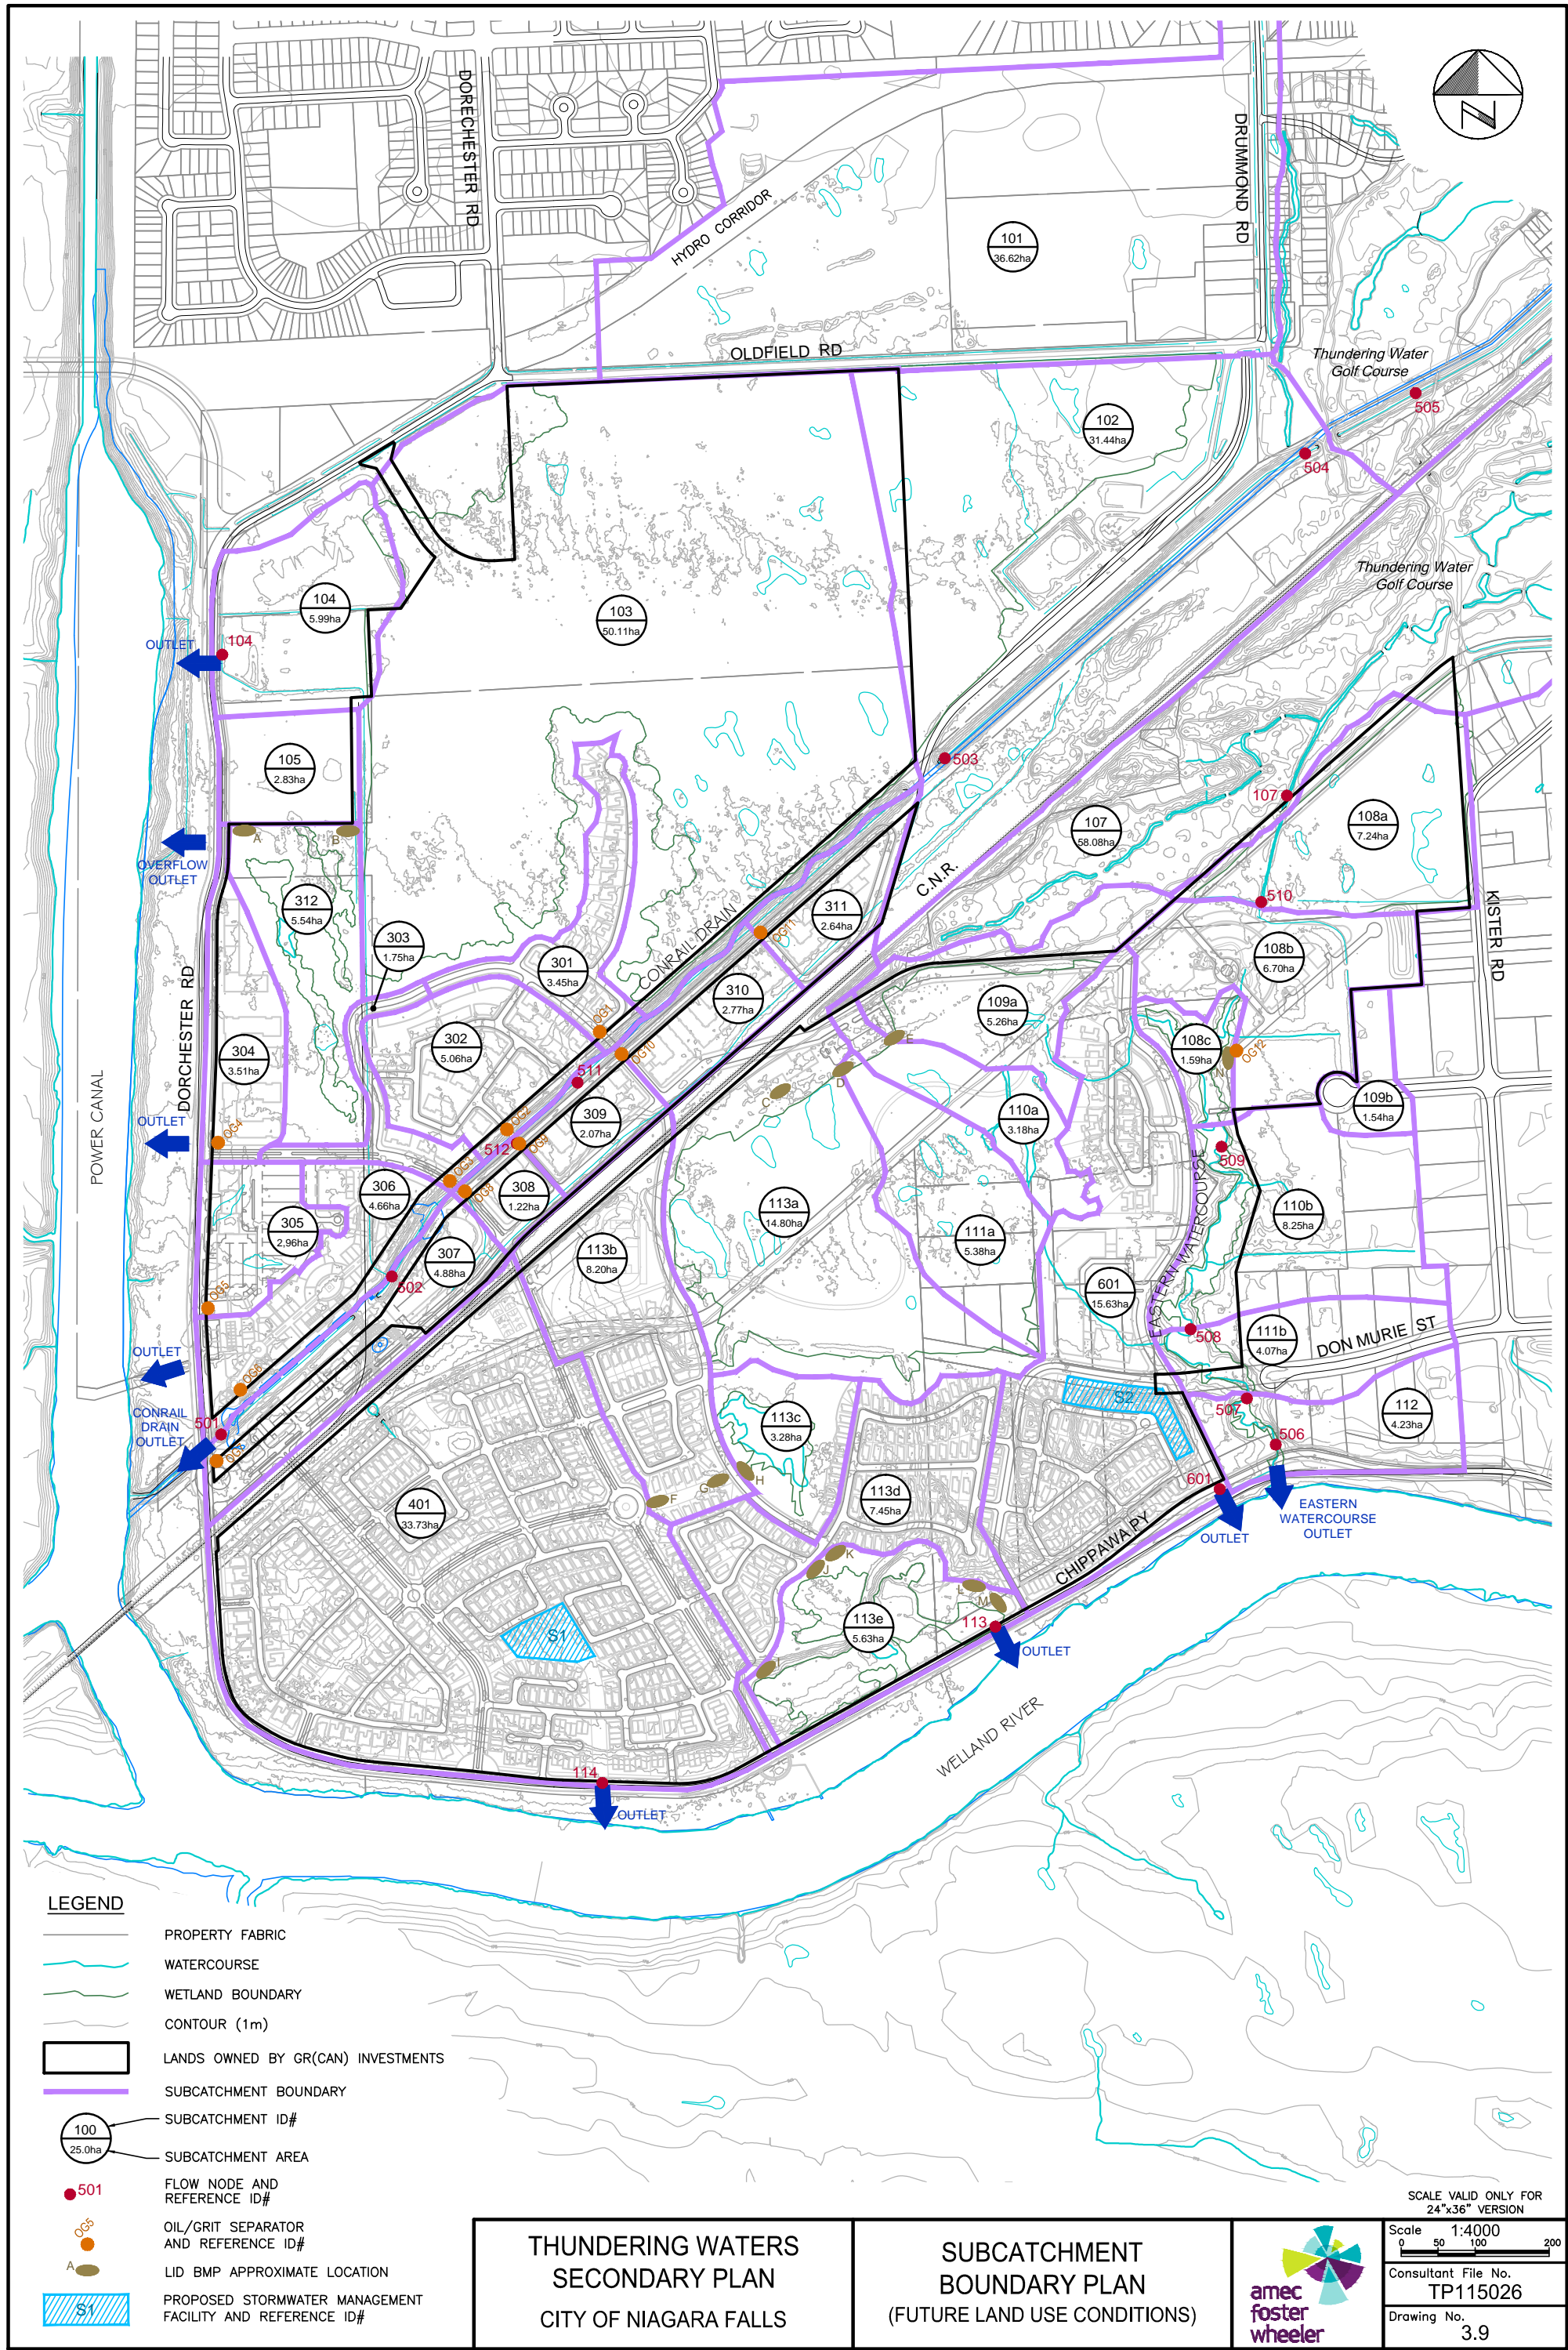 DORECHESTER RD
DRUMMOND RD
N
HYDRO CORRIDOR
101
36.62ha
OLDFIELD RD
Thundering Water
Golf Course
505
102
31.44ha
504
Thundering Water
Golf Course
104
5.99ha
103
50.11ha
OUTLET
104
503
105
2.83ha
107
107
58.08ha
108a
7.24ha
A
B
OVERFLOW
OUTLET
C.N.R.
312
5.54ha
311
2.64ha
510
KISTER RD
303
1.75ha
OG11
CONRAIL DRAIN
301
3.45ha
108b
6.70ha
DORCHESTER RD
310
2.77ha
109a
5.26ha
OG1
302
5.06ha
E
108c
1.59ha
OG12
N
304
3.51ha
OG10
511
D
POWER CANAL
C
109b
1.54ha
309
2.07ha
110a
3.18ha
OUTLET
OG4
OG2
512
OG9
509
OG3
306
4.66ha
OG8
308
1.22ha
EASTERN WATERCOURSE
113a
14.80ha
110b
8.25ha
305
2.96ha
111a
5.38ha
307
4.88ha
113b
8.20ha
502
601
15.63ha
OG5
508
111b
4.07ha
DON MURIE ST
OUTLET
OG6
S2
507
112
4.23ha
CONRAIL
DRAIN
OUTLET
501
113c
3.28ha
506
H
G
601
401
33.73ha
F
113d
7.45ha
EASTERN
WATERCOURSE
OUTLET
OUTLET
CHIPPAWA PY
K
J
L
M
113e
5.63ha
113
S1
OUTLET
I
WELLAND RIVER
114
OUTLET
LEGEND
PROPERTY FABRIC
WATERCOURSE
WETLAND BOUNDARY
CONTOUR (1m)
LANDS OWNED BY GR(CAN) INVESTMENTS
SUBCATCHMENT BOUNDARY
100
25.0ha
SUBCATCHMENT ID#
SUBCATCHMENT AREA
501
FLOW NODE AND
REFERENCE ID#
OG5
OIL/GRIT SEPARATOR
AND REFERENCE ID#
A
LID BMP APPROXIMATE LOCATION
S1
PROPOSED STORMWATER MANAGEMENT
FACILITY AND REFERENCE ID#
THUNDERING WATERS
SECONDARY PLAN
CITY OF NIAGARA FALLS
SUBCATCHMENT
BOUNDARY PLAN
(FUTURE LAND USE CONDITIONS)
amec
foster
wheeler
SCALE VALID ONLY FOR
24"x36" VERSION
Scale 1:4000
0 50 100 200
Consultant File No.
TP115026
Drawing No.
3.9